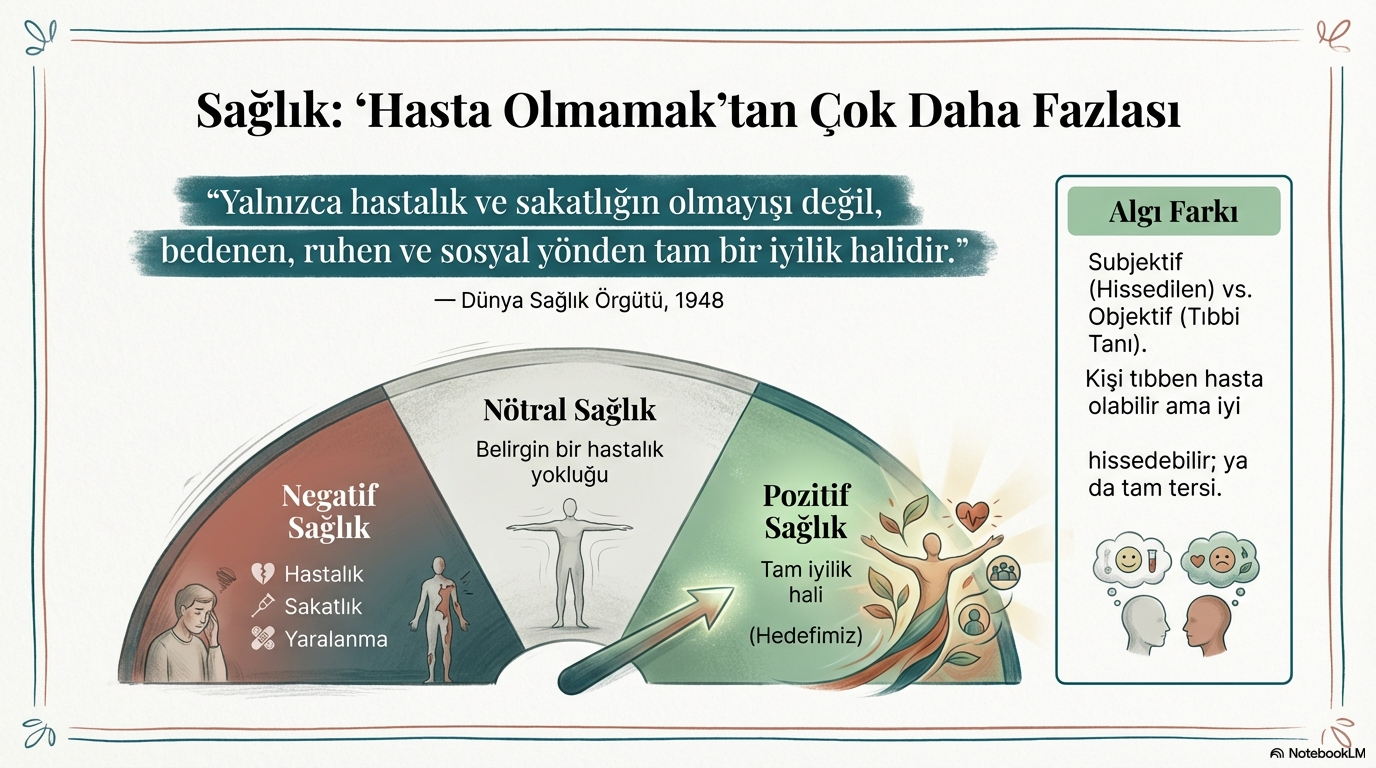 Sağlık: ‘Hasta Olmamak’tan Çok Daha Fazlası
“Yalnızca hastalık ve sakatlığın olmayışı değil,
bedenen, ruhen ve sosyal yönden tam bir iyilik halidir.”
— Dünya Sağlık Örgütü, 1948
Negatif
Sağlık
Hastalık
Sakatlık
Yaralanma
Nötral Sağlık
Belirgin bir hastalık
yokluğu
Pozitif
Sağlık
Tam iyilik
hali
(Hedefimiz)
Algı Farkı
Subjektif
(Hissedilen) vs.
Objektif (Tıbbi
Tanı).
Kişi tıbben hasta
olabilir ama iyi
hissedebilir; ya
da tam tersi.
NotebookLM